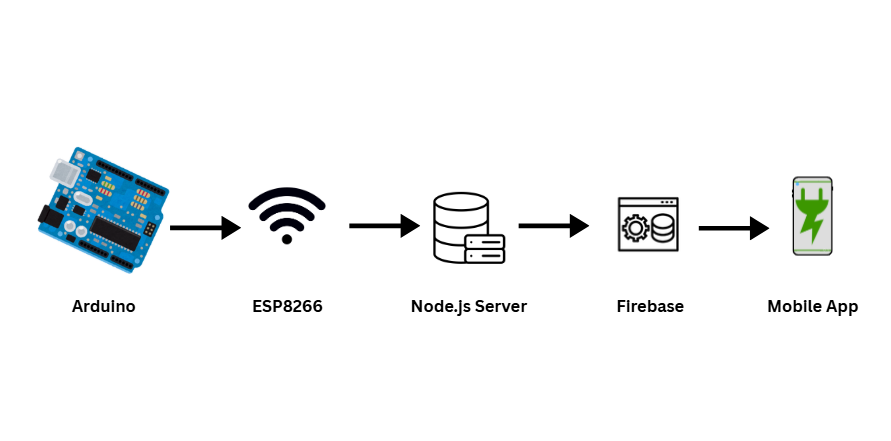 Arduino
ESP8266
Node.js Server
Firebase
Mobile App